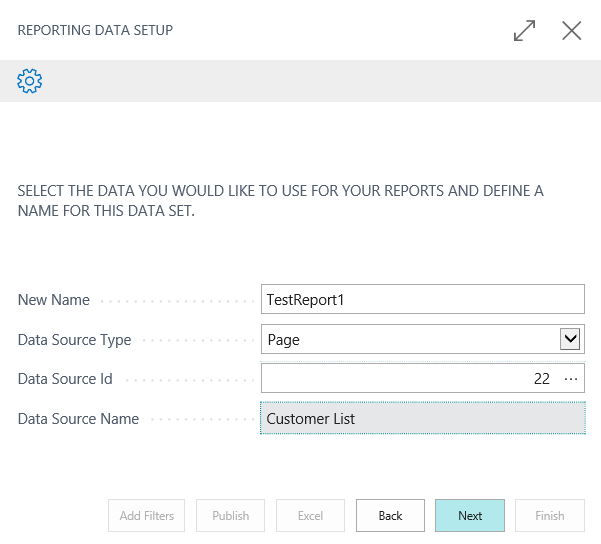 REPORTING DATA SETUP
SELECT THE DATA YOU WOULD LIKE TO USE FOR YOUR REPORTS AND DEFINE A
NAME FOR THIS DATA SET.
New Name TestReport1
Data Source Type Page
Data Source Id 22 ...
Data Source Name Customer List
Add Filters Publish Excel Back Next Finish